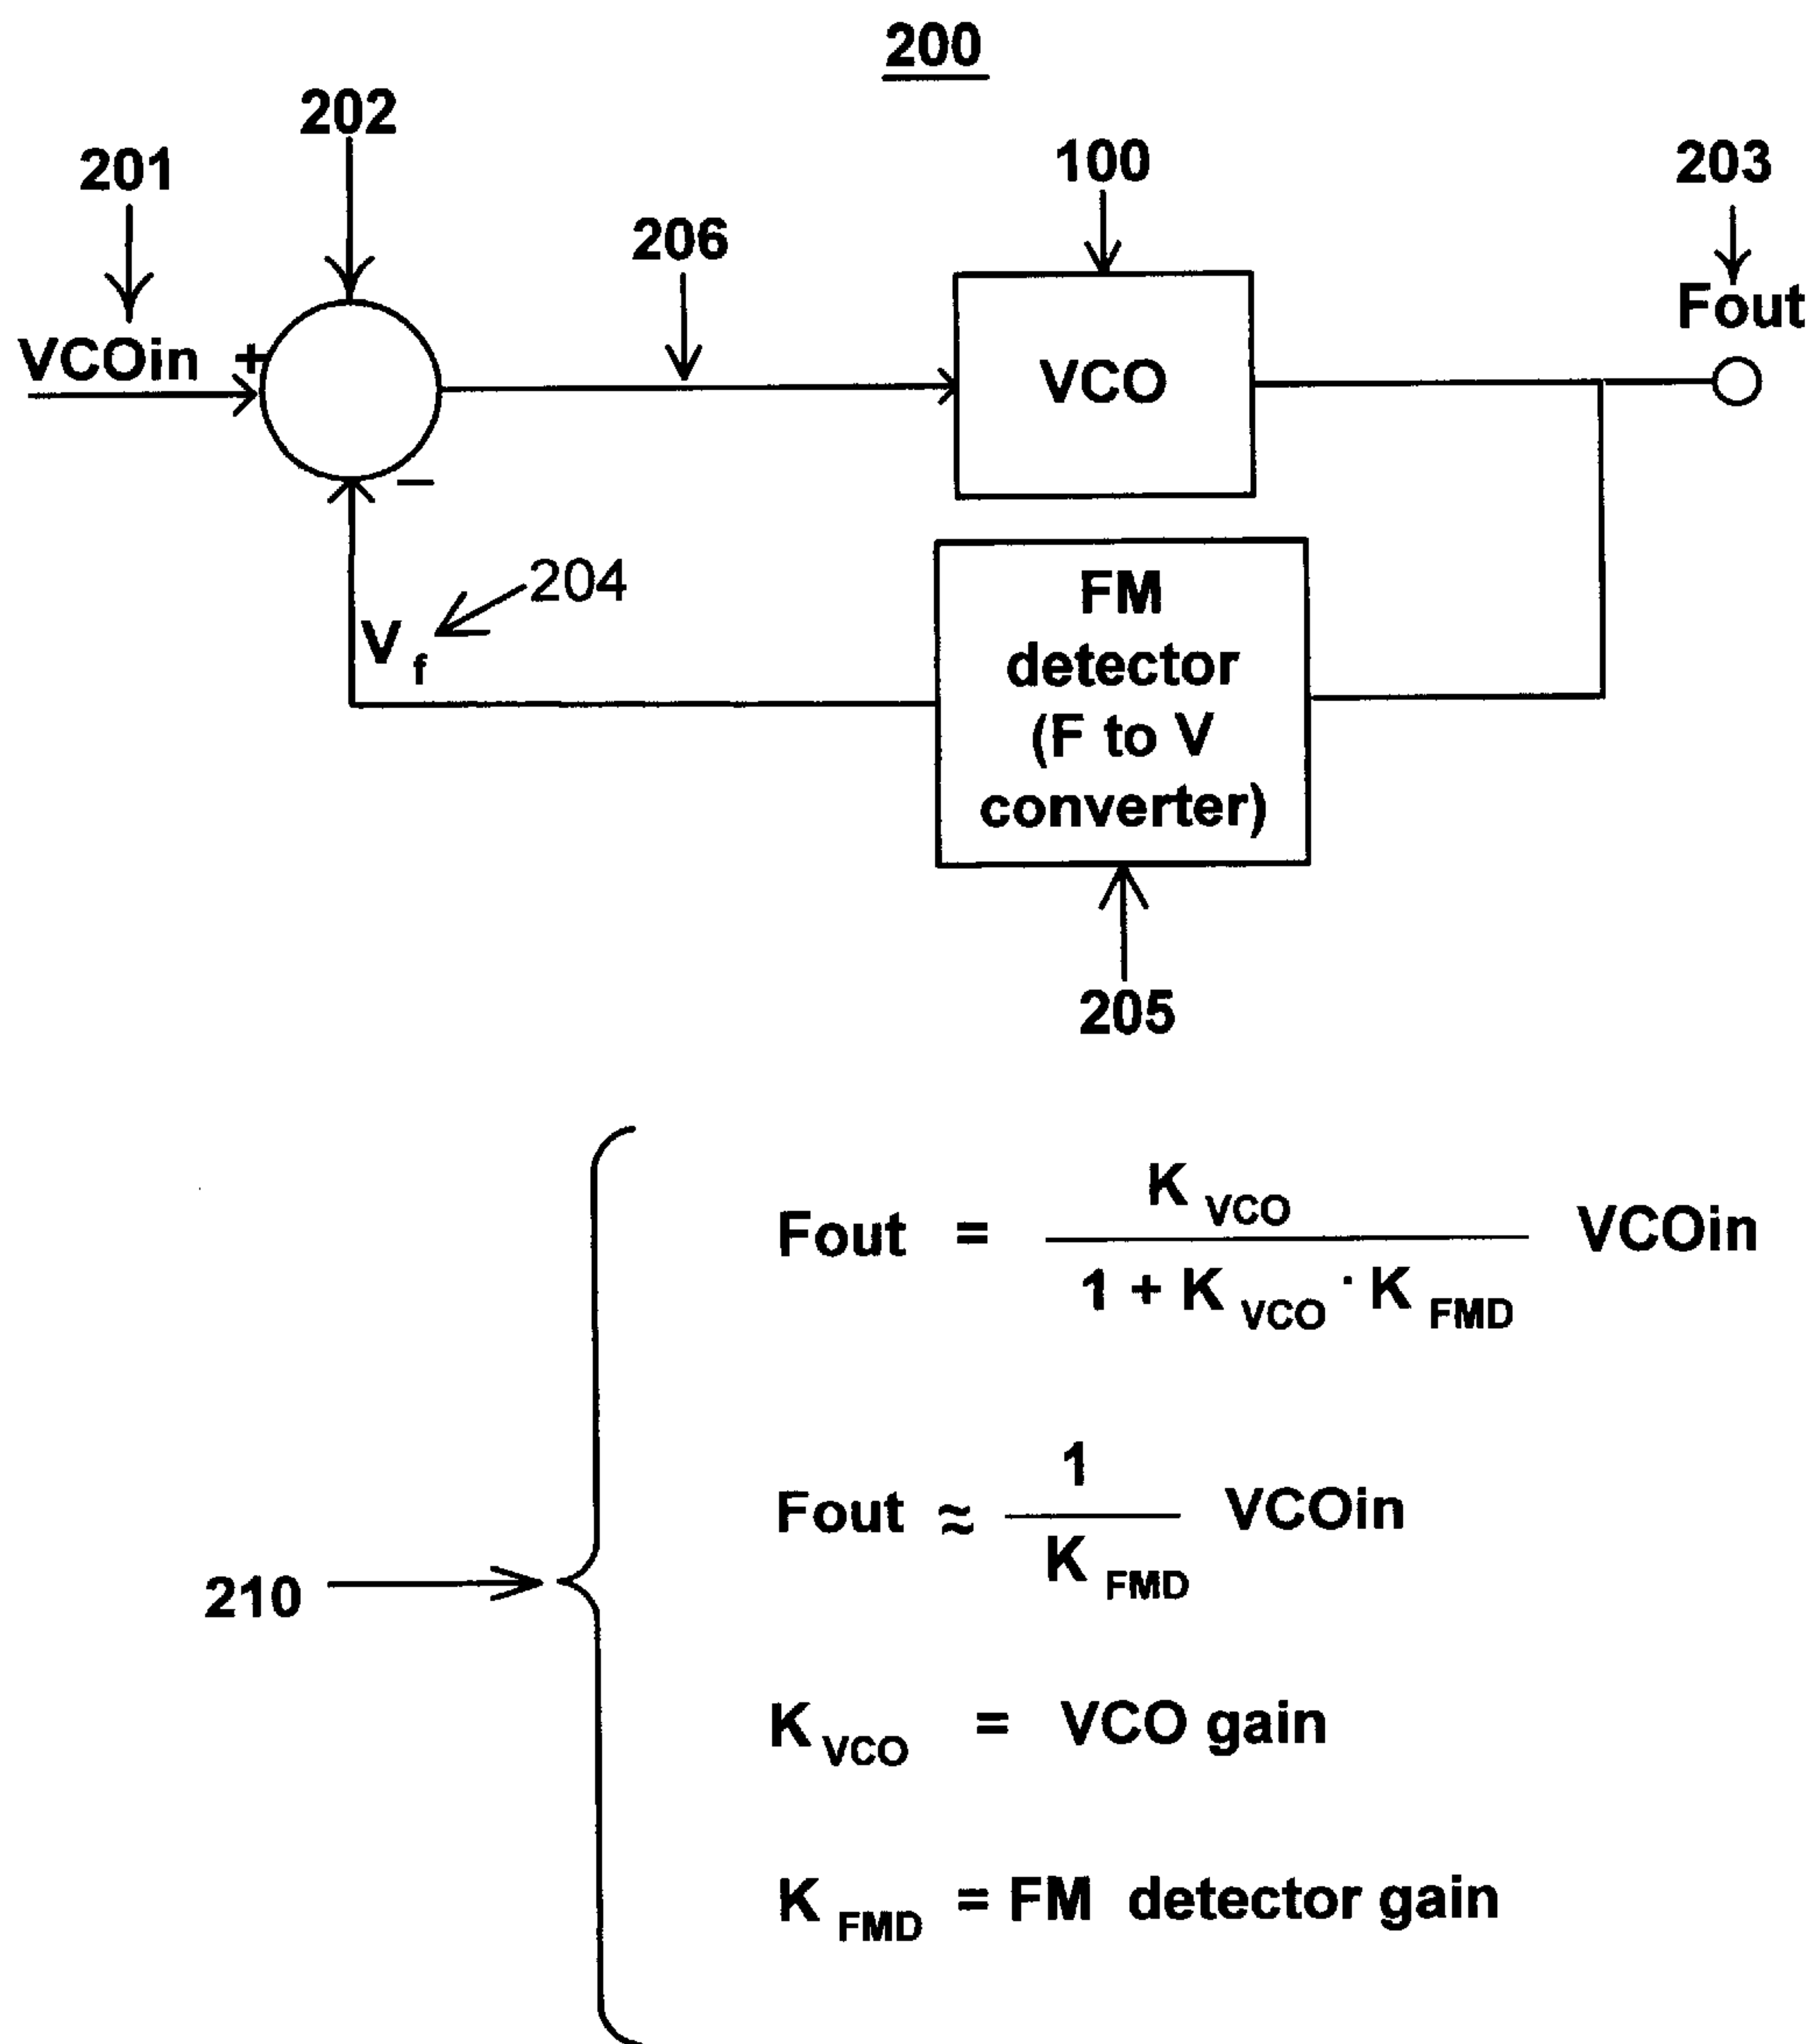 200
202
201
100
203
206
Fout
VCOin +
VCO
−
204
V f
FM
detector
(F to V
converter)
205
Fout = K VCO / 1 + K VCO · K FMD VCOin
Fout ≈ 1 / K FMD VCOin
210
K VCO = VCO gain
K FMD = FM detector gain